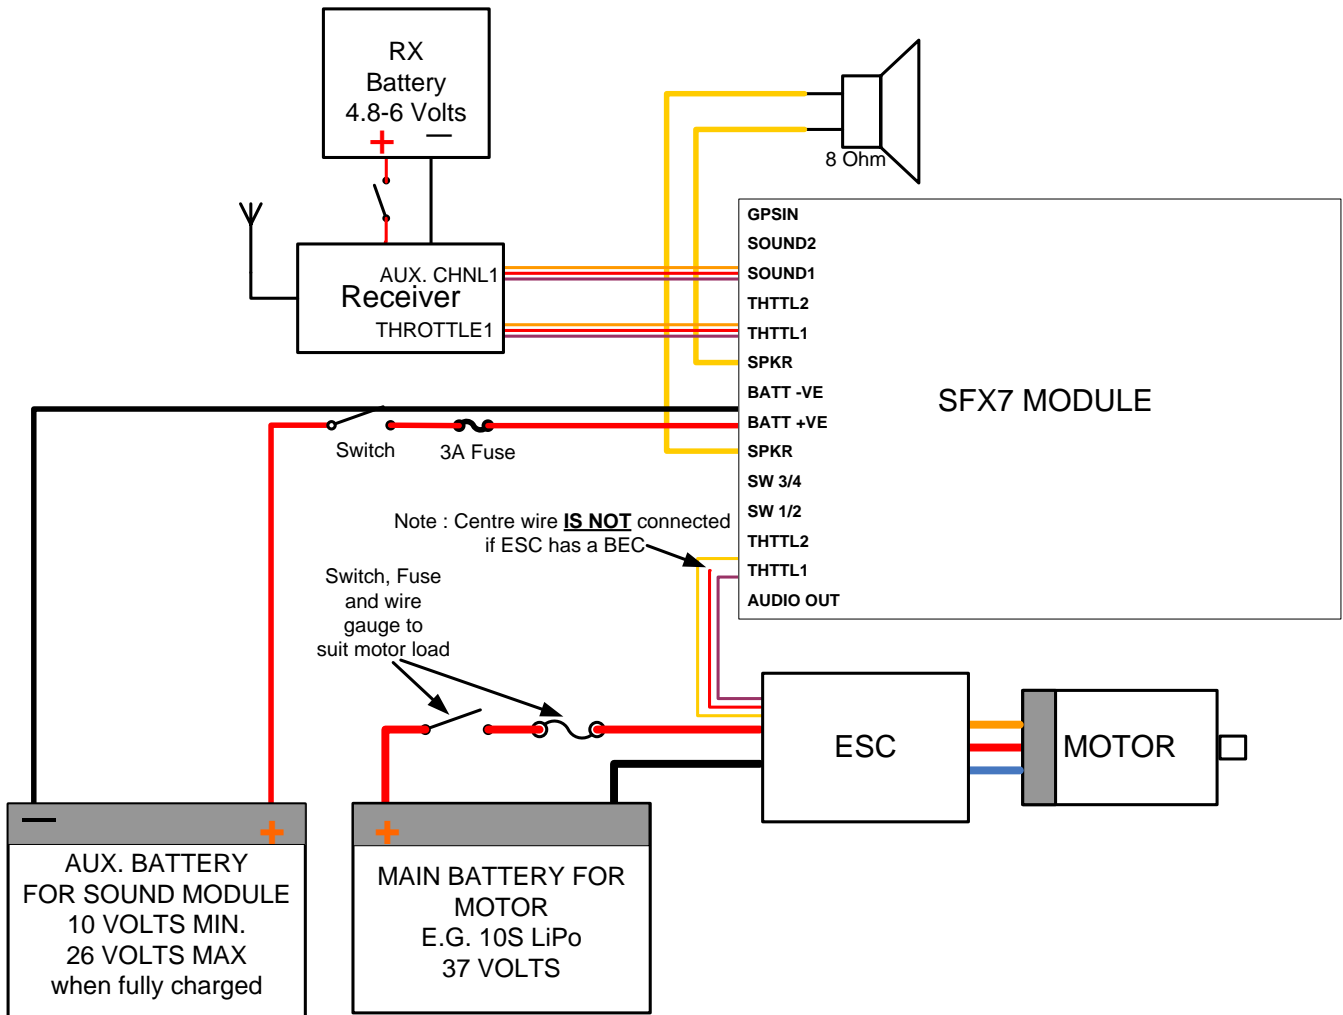 RX
Battery
4.8-6 Volts
+ —
8 Ohm
AUX. CHNL1
Receiver
THROTTLE1
GPSIN
SOUND2
SOUND1
THTTL2
THTTL1
SPKR
BATT -VE
BATT +VE
SPKR
SW 3/4
SW 1/2
THTTL2
THTTL1
AUDIO OUT
SFX7 MODULE
Switch
3A Fuse
Note : Centre wire IS NOT connected
if ESC has a BEC
Switch, Fuse
and wire
gauge to
suit motor load
ESC
MOTOR
— +
AUX. BATTERY
FOR SOUND MODULE
10 VOLTS MIN.
26 VOLTS MAX
when fully charged
+
MAIN BATTERY FOR
MOTOR
E.G. 10S LiPo
37 VOLTS